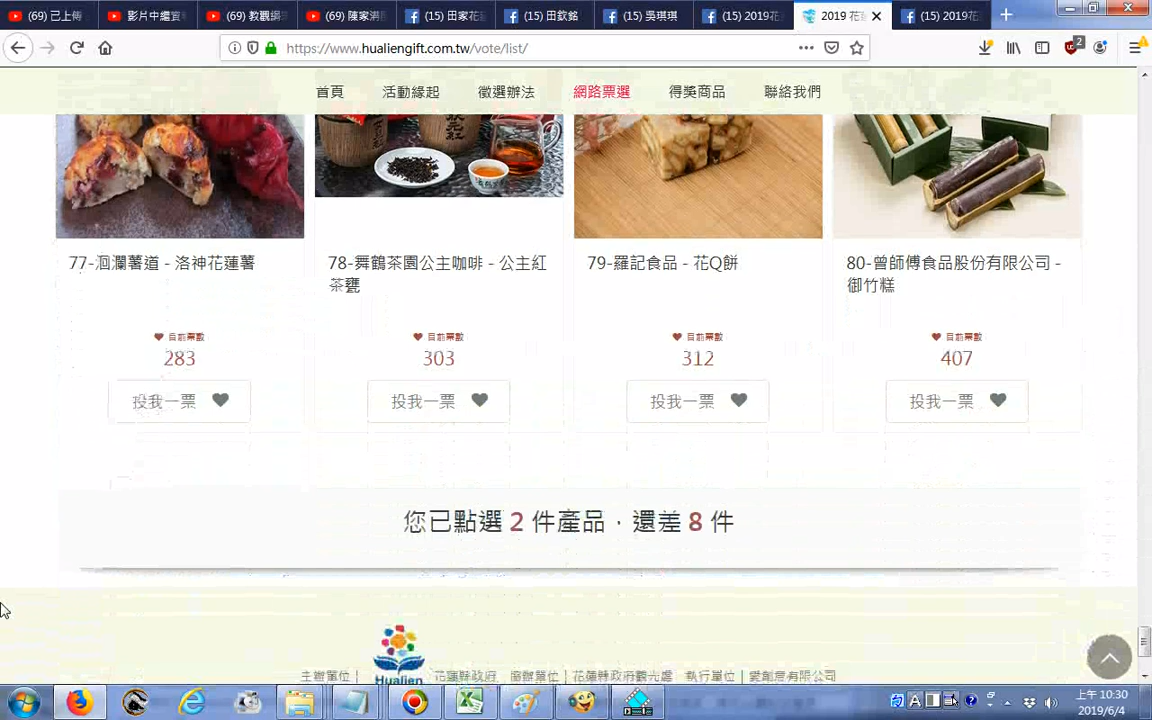 (69) 已上傳
影片中繼資
(69) 教觀綱
(69) 陳家淇
(15) 田家花
(15) 田欽銘
(15) 吳琪琪
(15) 2019花
2019 花
(15) 2019花
https://www.hualiengift.com.tw/vote/list/
2
首頁 活動緣起 徵選辦法 網路票選 得獎商品 聯絡我們
77-洄瀾薯道 - 洛神花蓮薯
78-舞鶴茶園公主咖啡 - 公主紅
茶甕
79-羅記食品 - 花Q餅
80-曾師傅食品股份有限公司 -
御竹糕
目前票數 目前票數 目前票數 目前票數
283 303 312 407
投我一票 投我一票 投我一票 投我一票
您已點選 2 件產品，還差 8 件
Hualien
主辦單位 | 花蓮縣政府 協辦單位 | 花蓮縣政府觀光處 執行單位 | 愛創意有限公司
上午 10:30
2019/6/4